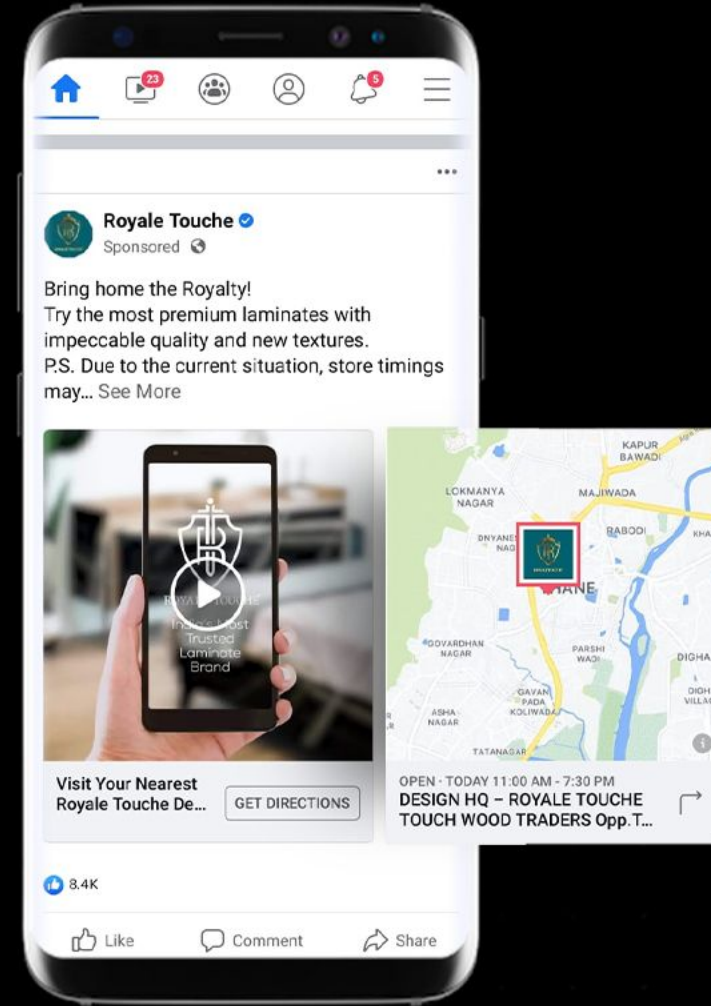 23
5
Royale Touche
Sponsored
Bring home the Royalty!
Try the most premium laminates with
impeccable quality and new textures.
P.S. Due to the current situation, store timings
may... See More
ROYALE TOUCHE
India's Most
Trusted
Laminate
Brand
KAPUR
BAWADI
LOKMANYA
NAGAR
MAJIWADA
RABODI
GOVARDHAN
NAGAR
PARSHI
WADI
DIGHA
GAVAN
PADA
KOLIWADA
ASHA
NAGAR
TATANAGAR
Visit Your Nearest
Royale Touche De...
GET DIRECTIONS
OPEN · TODAY 11:00 AM - 7:30 PM
DESIGN HQ – ROYALE TOUCHE
TOUCH WOOD TRADERS Opp.T...
8.4K
Like
Comment
Share